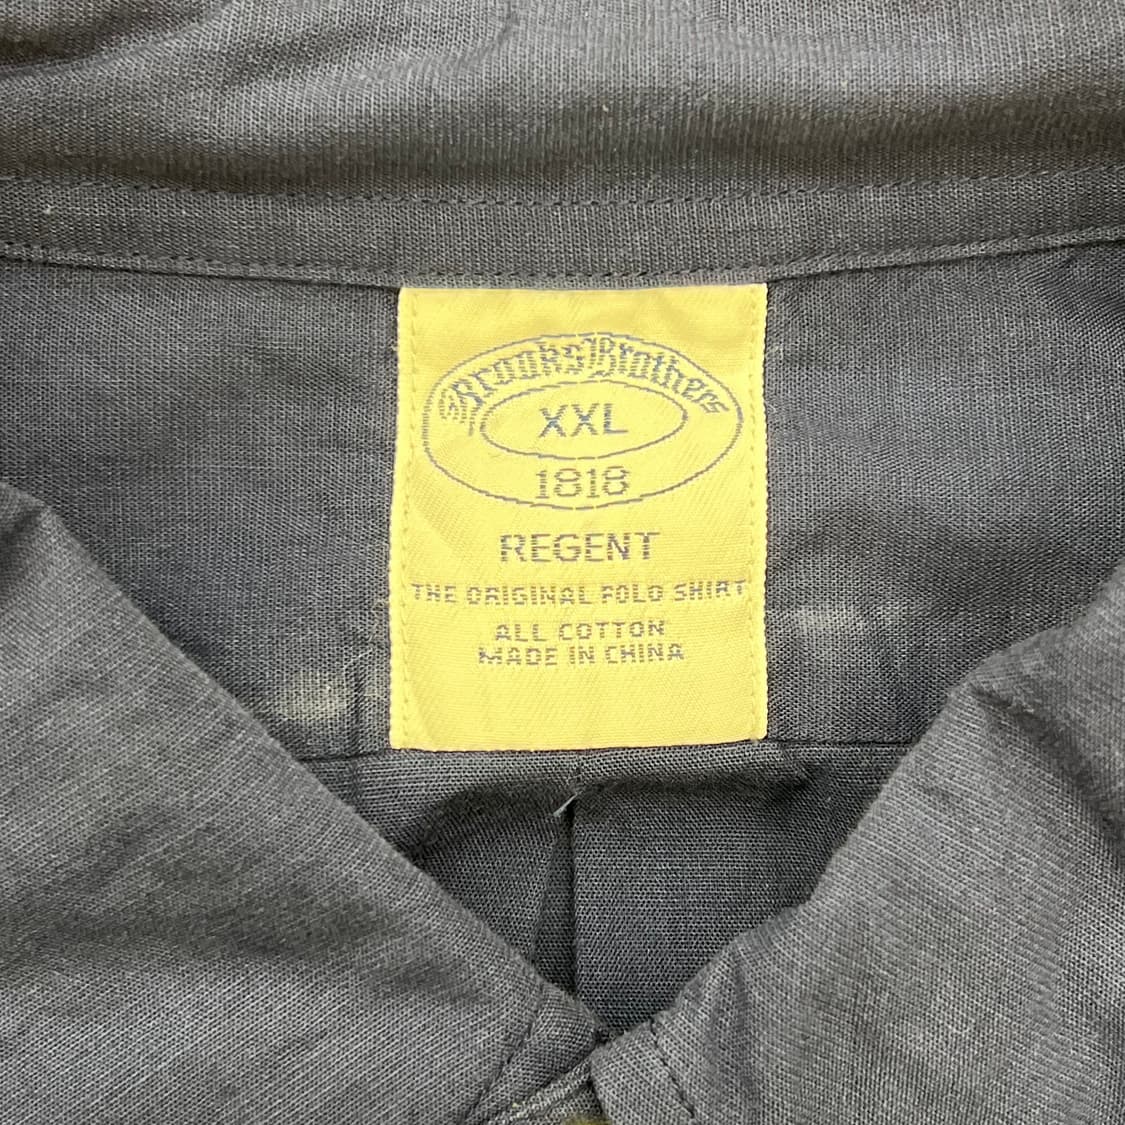 Brooks Brothers
XXL
1818
REGENT
THE ORIGINAL POLO SHIRT
ALL COTTON
MADE IN CHINA